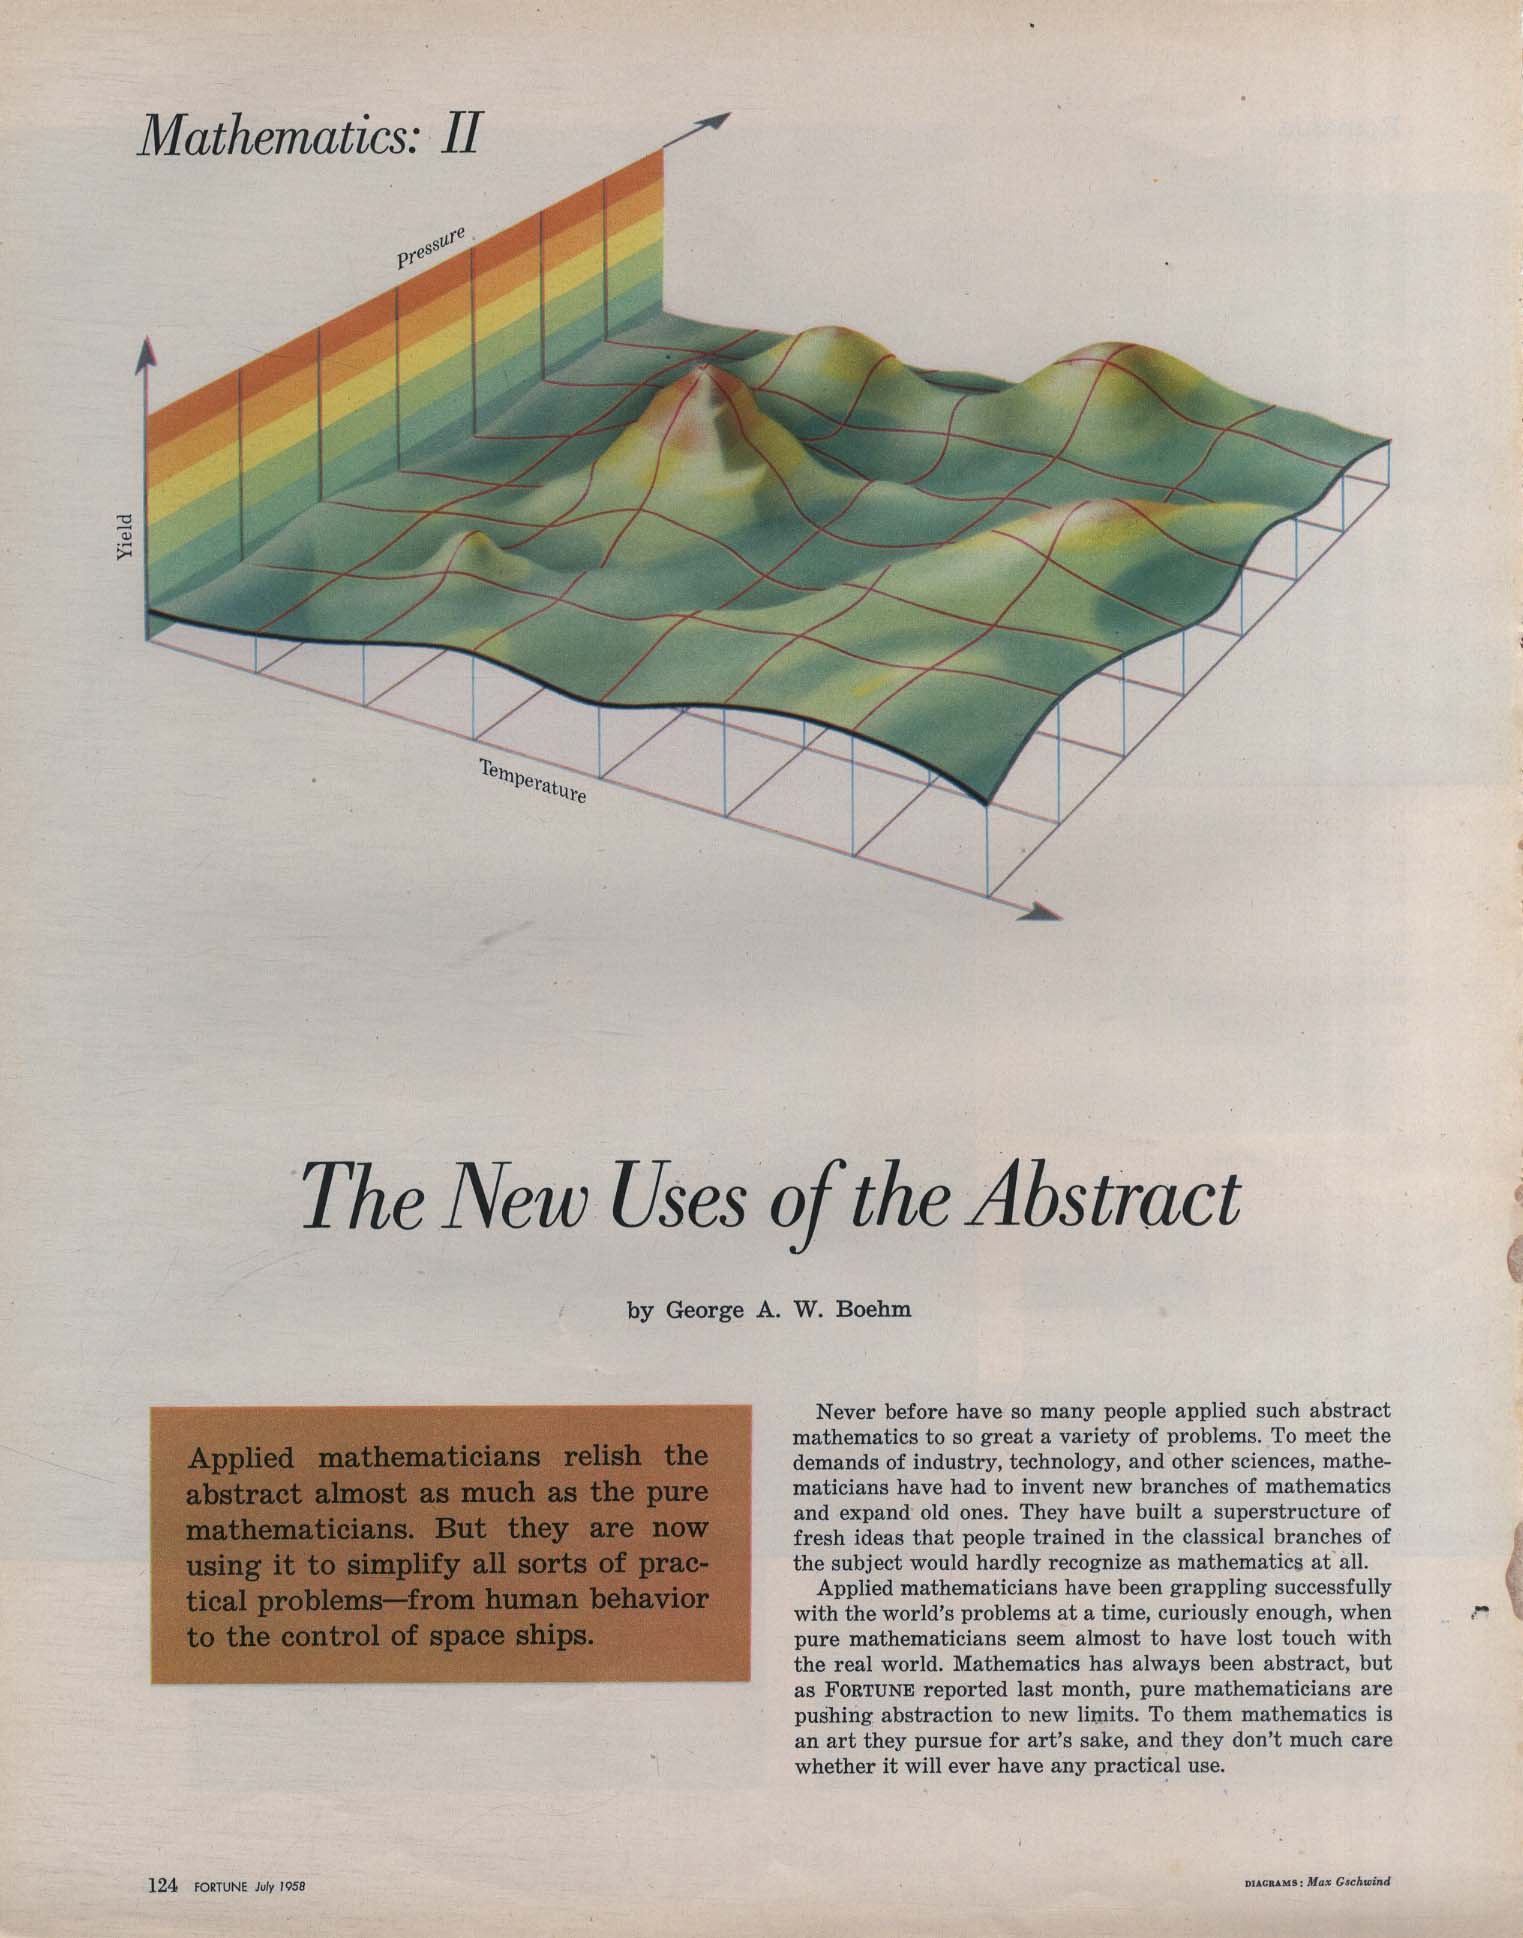 Mathematics: II
Pressure
Yield
Temperature
The New Uses of the Abstract
by George A. W. Boehm
Applied mathematicians relish the
abstract almost as much as the pure
mathematicians. But they are now
using it to simplify all sorts of prac-
tical problems—from human behavior
to the control of space ships.
Never before have so many people applied such abstract
mathematics to so great a variety of problems. To meet the
demands of industry, technology, and other sciences, mathe-
maticians have had to invent new branches of mathematics
and expand old ones. They have built a superstructure of
fresh ideas that people trained in the classical branches of
the subject would hardly recognize as mathematics at all.
Applied mathematicians have been grappling successfully
with the world's problems at a time, curiously enough, when
pure mathematicians seem almost to have lost touch with
the real world. Mathematics has always been abstract, but
as FORTUNE reported last month, pure mathematicians are
pushing abstraction to new limits. To them mathematics is
an art they pursue for art's sake, and they don't much care
whether it will ever have any practical use.
124 FORTUNE July 1958
DIAGRAMS: Max Gschwind